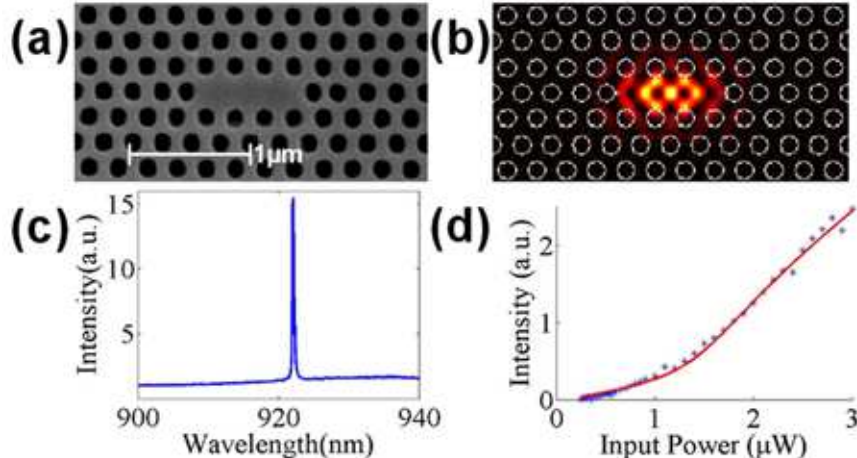 (a)
1μm
(b)
(c)
Intensity(a.u.)
15
10
5
900
920
940
Wavelength(nm)
(d)
Intensity (a.u.)
2
1
0
0
1
2
3
Input Power (μW)